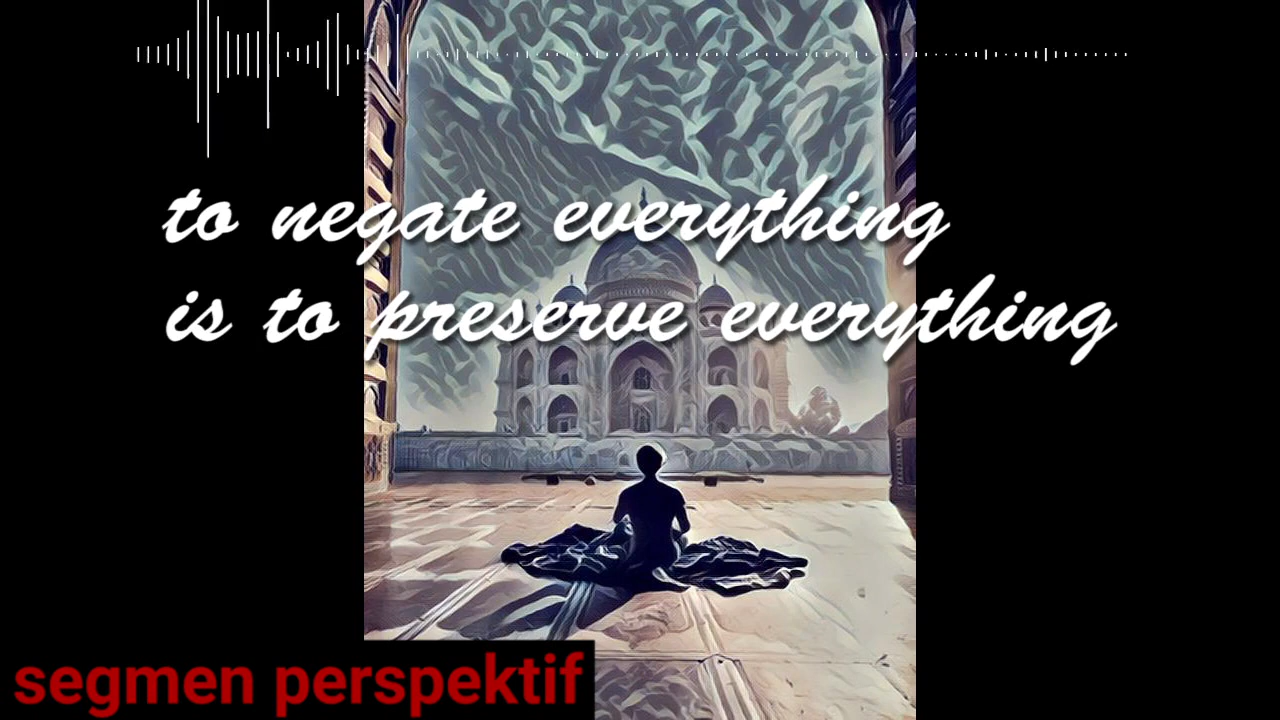 to negate everything
is to preserve everything
segmen perspektif